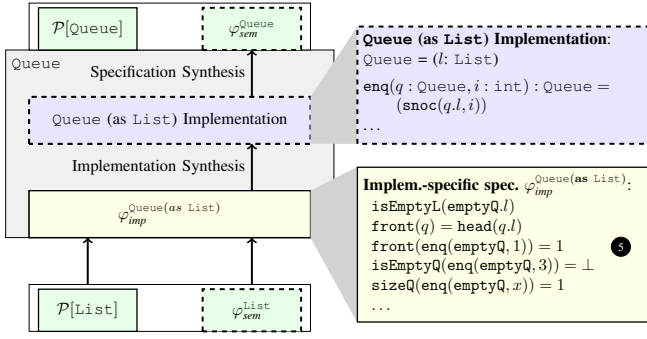 𝒫[Queue]
φ_sem^Queue
Queue
Specification Synthesis
Queue (as List) Implementation
Implementation Synthesis
φ_imp^Queue(as List)
𝒫[List]
φ_sem^List
Queue (as List) Implementation:
Queue = (l: List)
enq(q : Queue, i : int) : Queue =
(snoc(q.l, i))
...
Implem.-specific spec. φ_imp^Queue(as List):
isEmptyL(emptyQ.l)
front(q) = head(q.l)
front(enq(emptyQ, 1)) = 1
5
isEmptyQ(enq(emptyQ, 3)) = ⊥
sizeQ(enq(emptyQ, x)) = 1
...